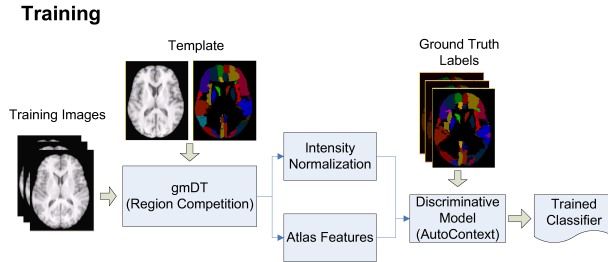 Training
Template
Ground Truth
Labels
Training Images
gmDT
(Region Competition)
Intensity
Normalization
Atlas Features
Discriminative
Model
(AutoContext)
Trained
Classifier